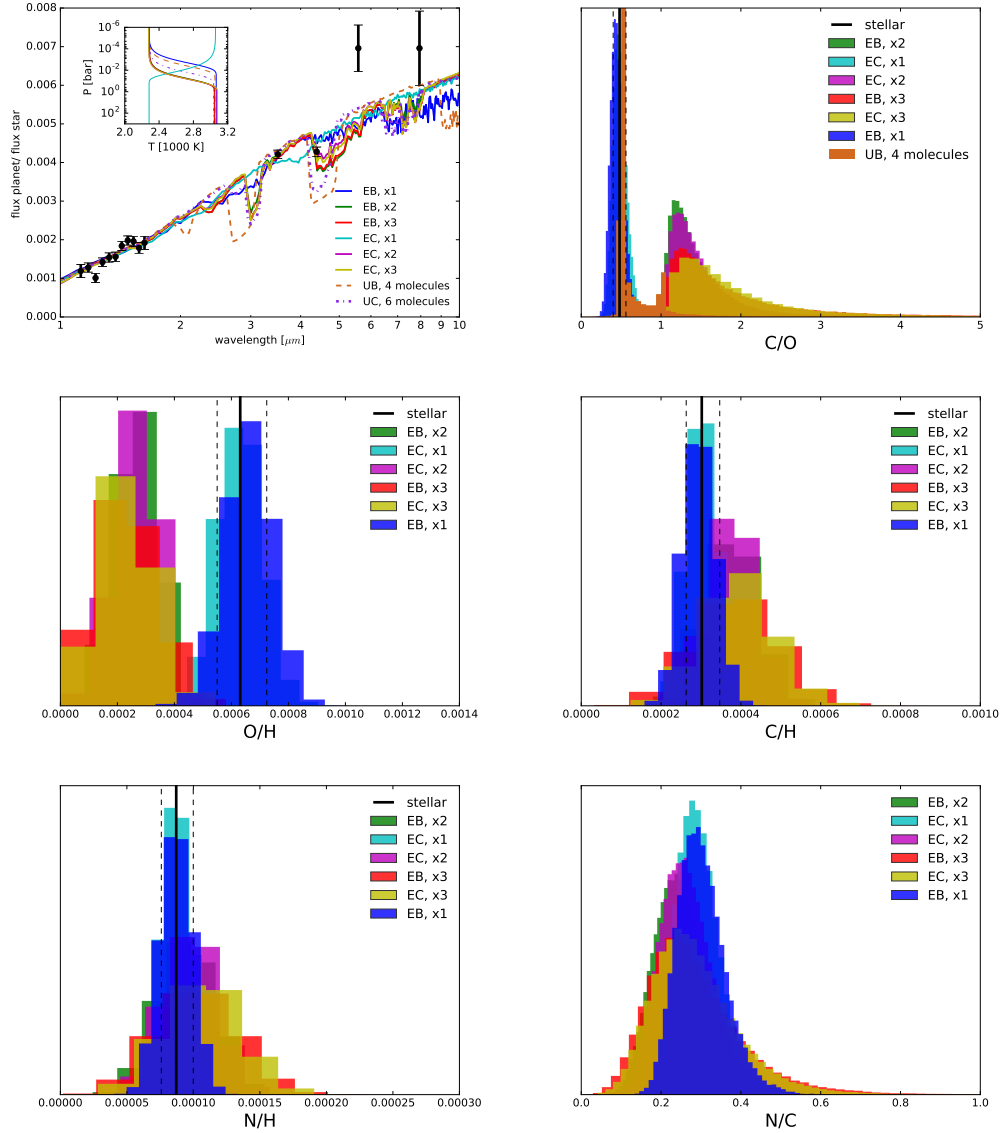 0.008
0.007
0.006
0.005
0.004
0.003
0.002
0.001
0.000
flux planet/ flux star
10⁻⁶
10⁻⁴
10⁻²
10⁰
10²
P [bar]
2.0 2.4 2.8 3.2
T [1000 K]
EB, x1
EB, x2
EB, x3
EC, x1
EC, x2
EC, x3
UB, 4 molecules
UC, 6 molecules
1 2 3 4 5 6 7 8 9 10
wavelength [μm]
stellar
EB, x2
EC, x1
EC, x2
EB, x3
EC, x3
EB, x1
UB, 4 molecules
0 1 2 3 4 5
C/O
stellar
EB, x2
EC, x1
EC, x2
EB, x3
EC, x3
EB, x1
0.0000 0.0002 0.0004 0.0006 0.0008 0.0010 0.0012 0.0014
O/H
stellar
EB, x2
EC, x1
EC, x2
EB, x3
EC, x3
EB, x1
0.0000 0.0002 0.0004 0.0006 0.0008 0.0010
C/H
stellar
EB, x2
EC, x1
EC, x2
EB, x3
EC, x3
EB, x1
0.00000 0.00005 0.00010 0.00015 0.00020 0.00025 0.00030
N/H
EB, x2
EC, x1
EC, x2
EB, x3
EC, x3
EB, x1
0.0 0.2 0.4 0.6 0.8 1.0
N/C